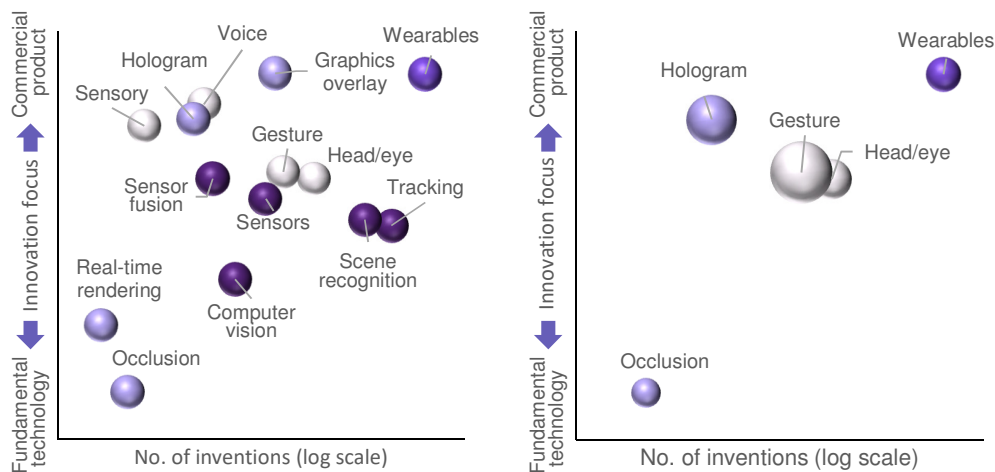 Commercial
product
Innovation focus
Fundamental
technology
Voice
Hologram
Sensory
Graphics
overlay
Wearables
Gesture
Head/eye
Sensor
fusion
Sensors
Tracking
Scene
recognition
Real-time
rendering
Computer
vision
Occlusion
No. of inventions (log scale)
Commercial
product
Innovation focus
Fundamental
technology
Wearables
Hologram
Gesture
Head/eye
Occlusion
No. of inventions (log scale)